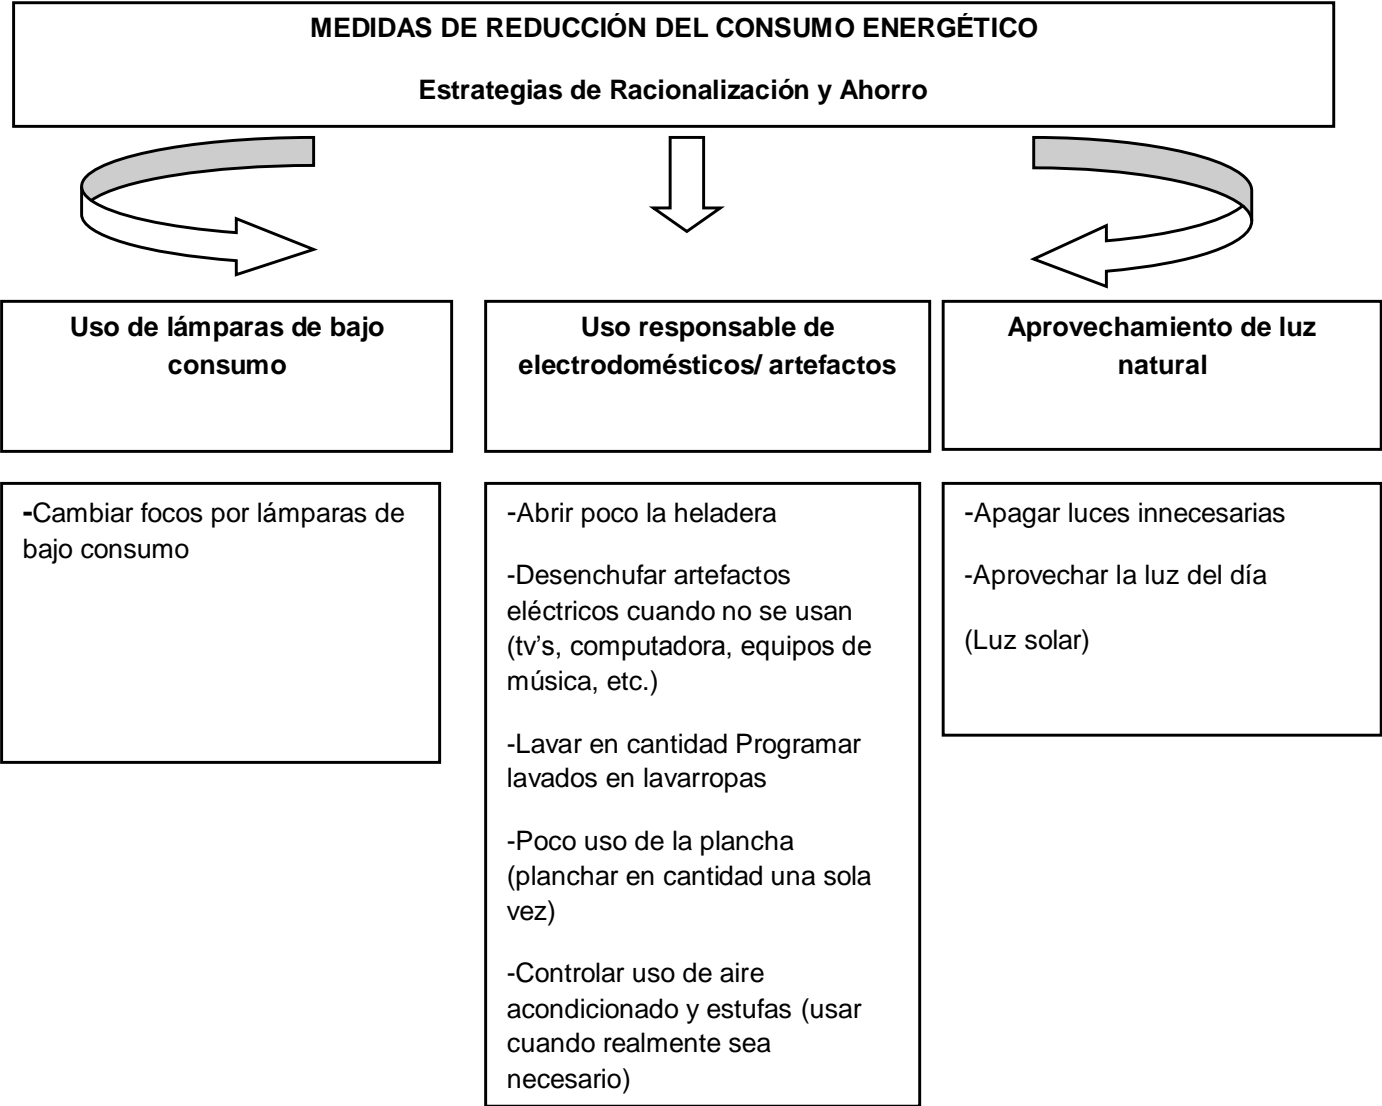 MEDIDAS DE REDUCCIÓN DEL CONSUMO ENERGÉTICO
Estrategias de Racionalización y Ahorro
Uso de lámparas de bajo
consumo
Uso responsable de
electrodomésticos/ artefactos
Aprovechamiento de luz
natural
-Cambiar focos por lámparas de
bajo consumo
-Abrir poco la heladera
-Desenchufar artefactos
eléctricos cuando no se usan
(tv’s, computadora, equipos de
música, etc.)
-Lavar en cantidad Programar
lavados en lavarropas
-Poco uso de la plancha
(planchar en cantidad una sola
vez)
-Controlar uso de aire
acondicionado y estufas (usar
cuando realmente sea
necesario)
-Apagar luces innecesarias
-Aprovechar la luz del día
(Luz solar)